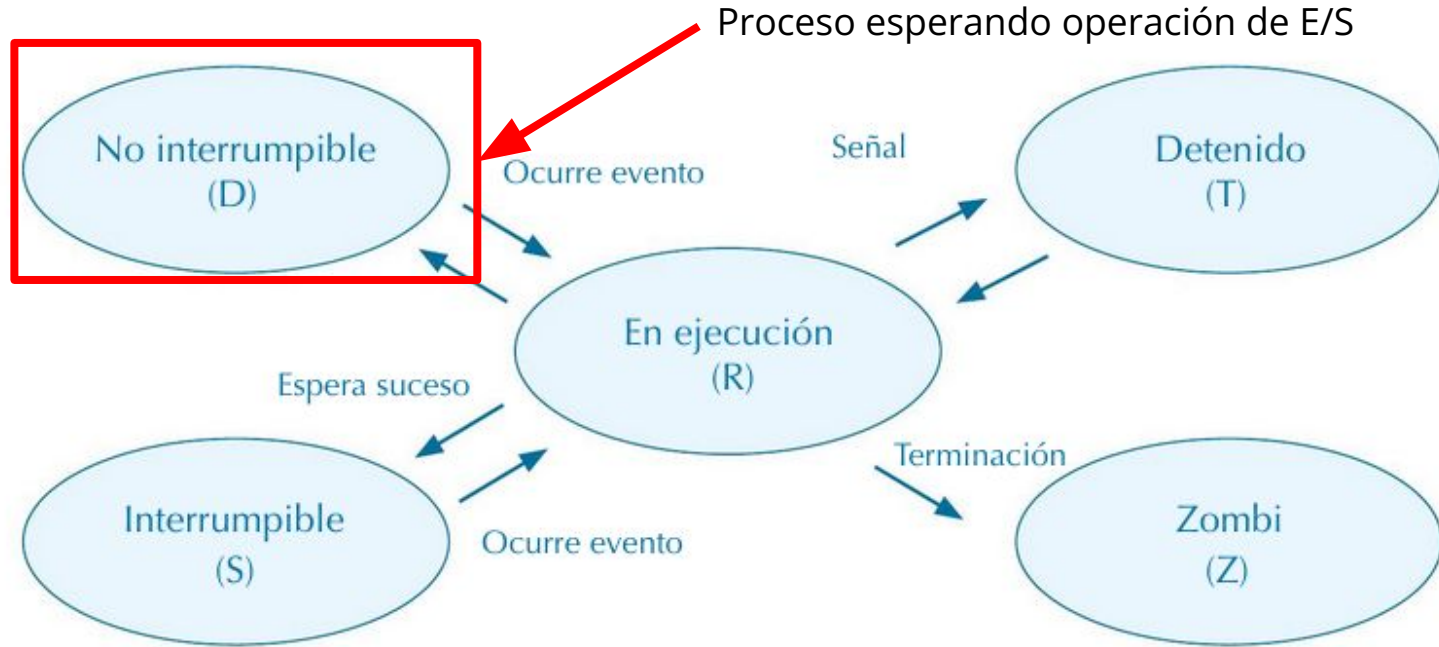 Proceso esperando operación de E/S
No interrumpible
(D)
Ocurre evento
Señal
Detenido
(T)
En ejecución
(R)
Espera suceso
Interrumpible
(S)
Ocurre evento
Terminación
Zombi
(Z)